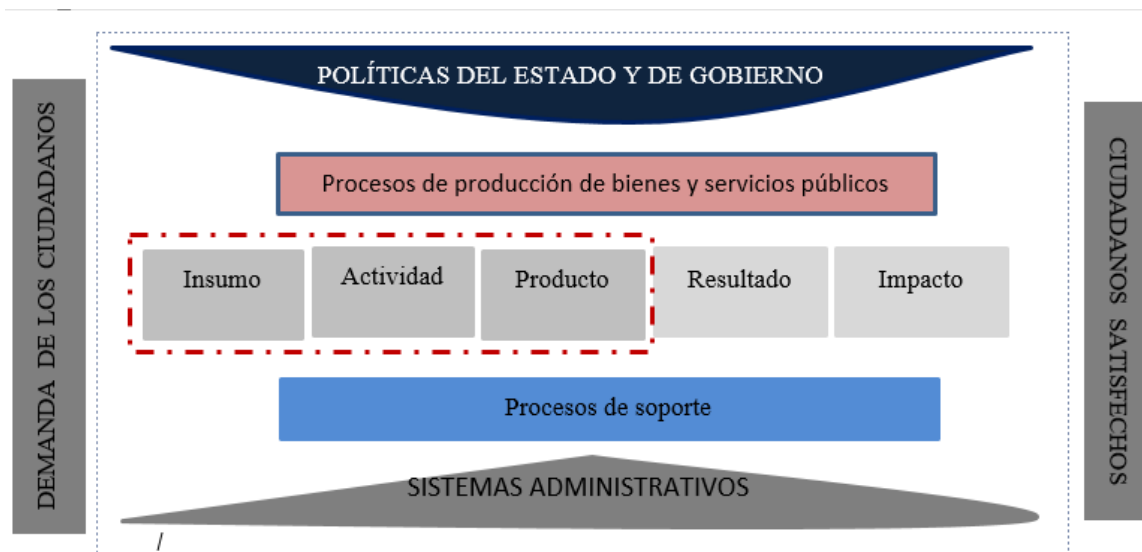 POLÍTICAS DEL ESTADO Y DE GOBIERNO
DEMANDA DE LOS CIUDADANOS
Procesos de producción de bienes y servicios públicos
Insumo
Actividad
Producto
Resultado
Impacto
Procesos de soporte
SISTEMAS ADMINISTRATIVOS
CIUDADANOS SATISFECHOS
/